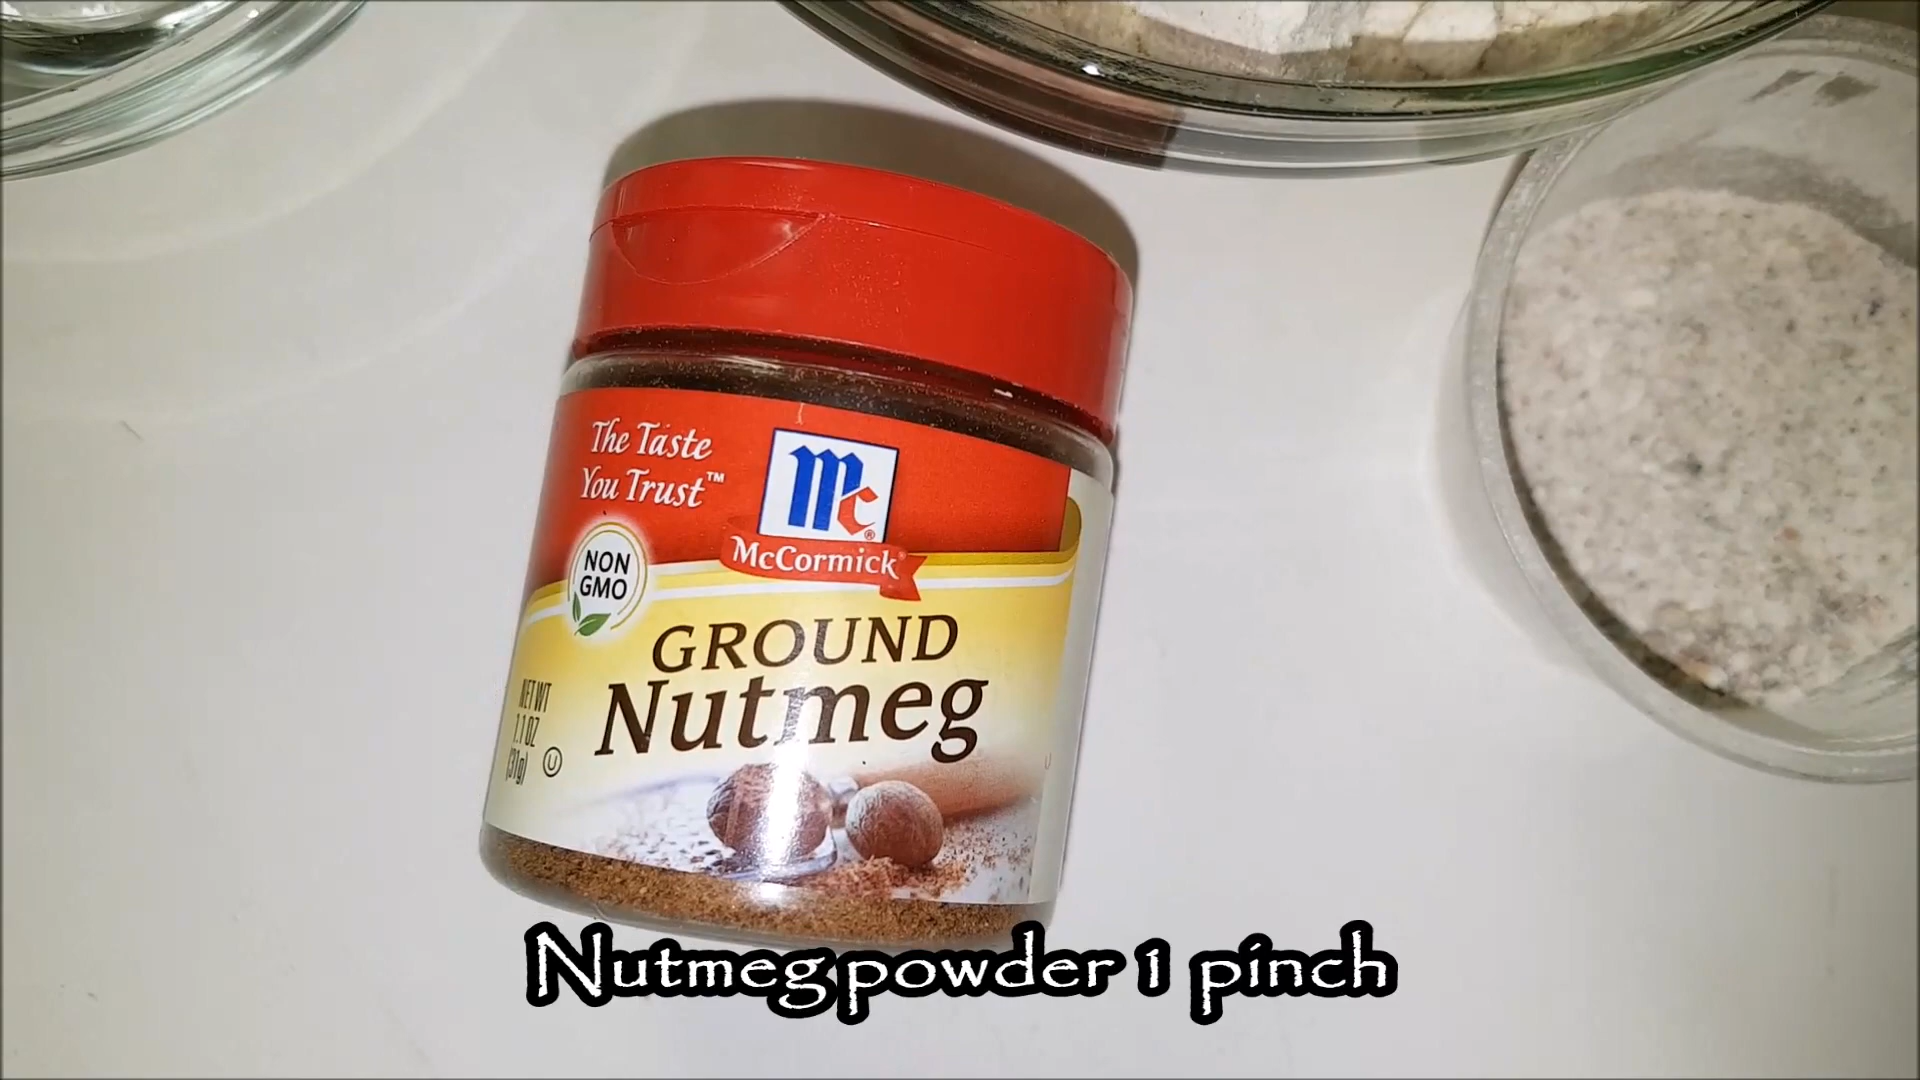 The Taste
You Trust™
Mc®
McCormick®
NON
GMO
GROUND
Nutmeg
NET WT
1.1 OZ
(31g)
U
Nutmeg powder 1 pinch